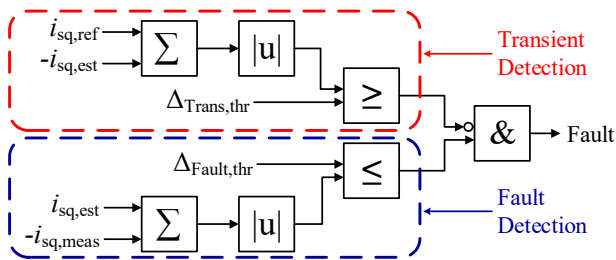 i_sq,ref
-i_sq,est
Σ
|u|
Δ_Trans,thr
≥
Transient
Detection
&
Fault
Δ_Fault,thr
≤
i_sq,est
-i_sq,meas
Σ
|u|
Fault
Detection